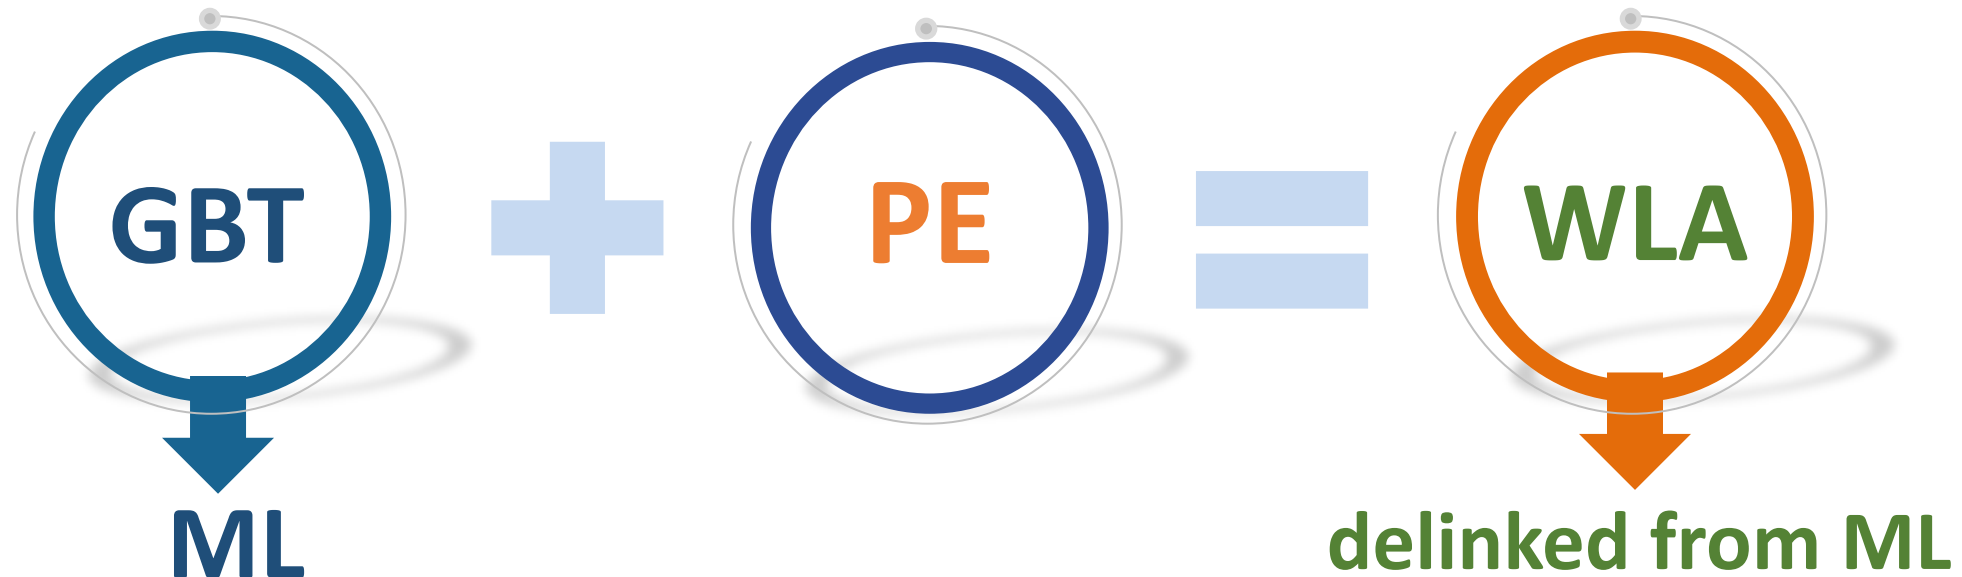 GBT
PE
WLA
ML
delinked from ML